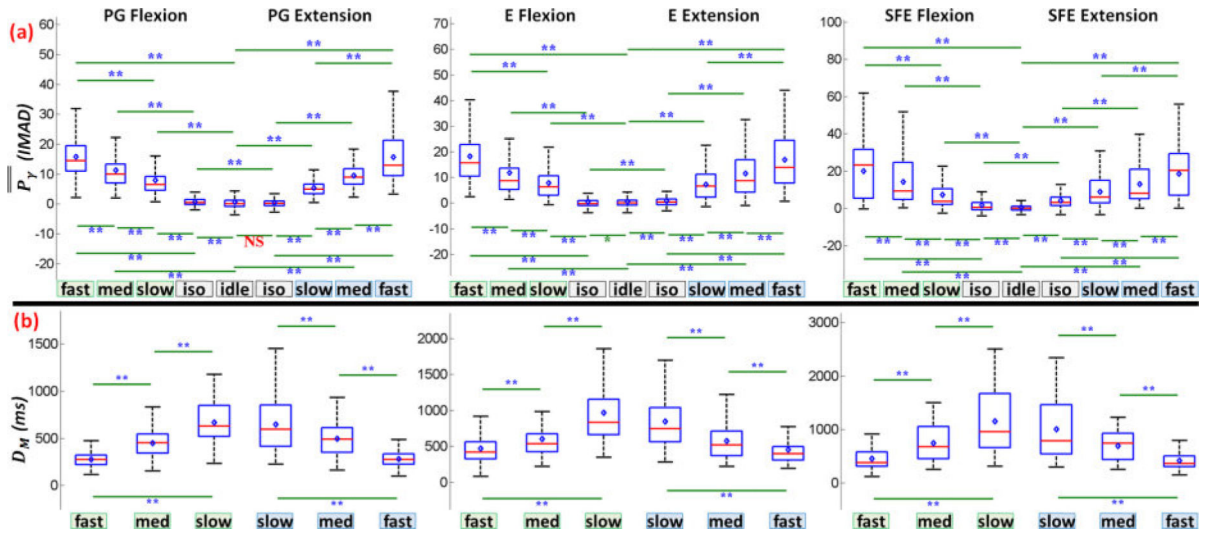 PG Flexion PG Extension E Flexion E Extension SFE Flexion SFE Extension
(a)
P̿γ (IMAD)
60
50
40
30
20
10
0
-10
-20
70
60
50
40
30
20
10
0
-10
-20
100
80
60
40
20
0
-20
** ** ** ** ** ** ** ** ** **
** ** ** ** NS ** ** ** **
** ** ** **
** ** ** ** ** ** ** ** ** **
** ** ** * ** ** ** **
** ** ** **
** ** ** ** ** ** ** ** ** **
** ** ** ** ** ** ** **
** ** ** **
fast med slow iso idle iso slow med fast
fast med slow iso idle iso slow med fast
fast med slow iso idle iso slow med fast
(b)
D_M (ms)
1500
1000
500
0
2000
1500
1000
500
0
3000
2000
1000
0
** ** ** **
** **
** ** ** **
** **
** ** ** **
** **
fast med slow slow med fast
fast med slow slow med fast
fast med slow slow med fast